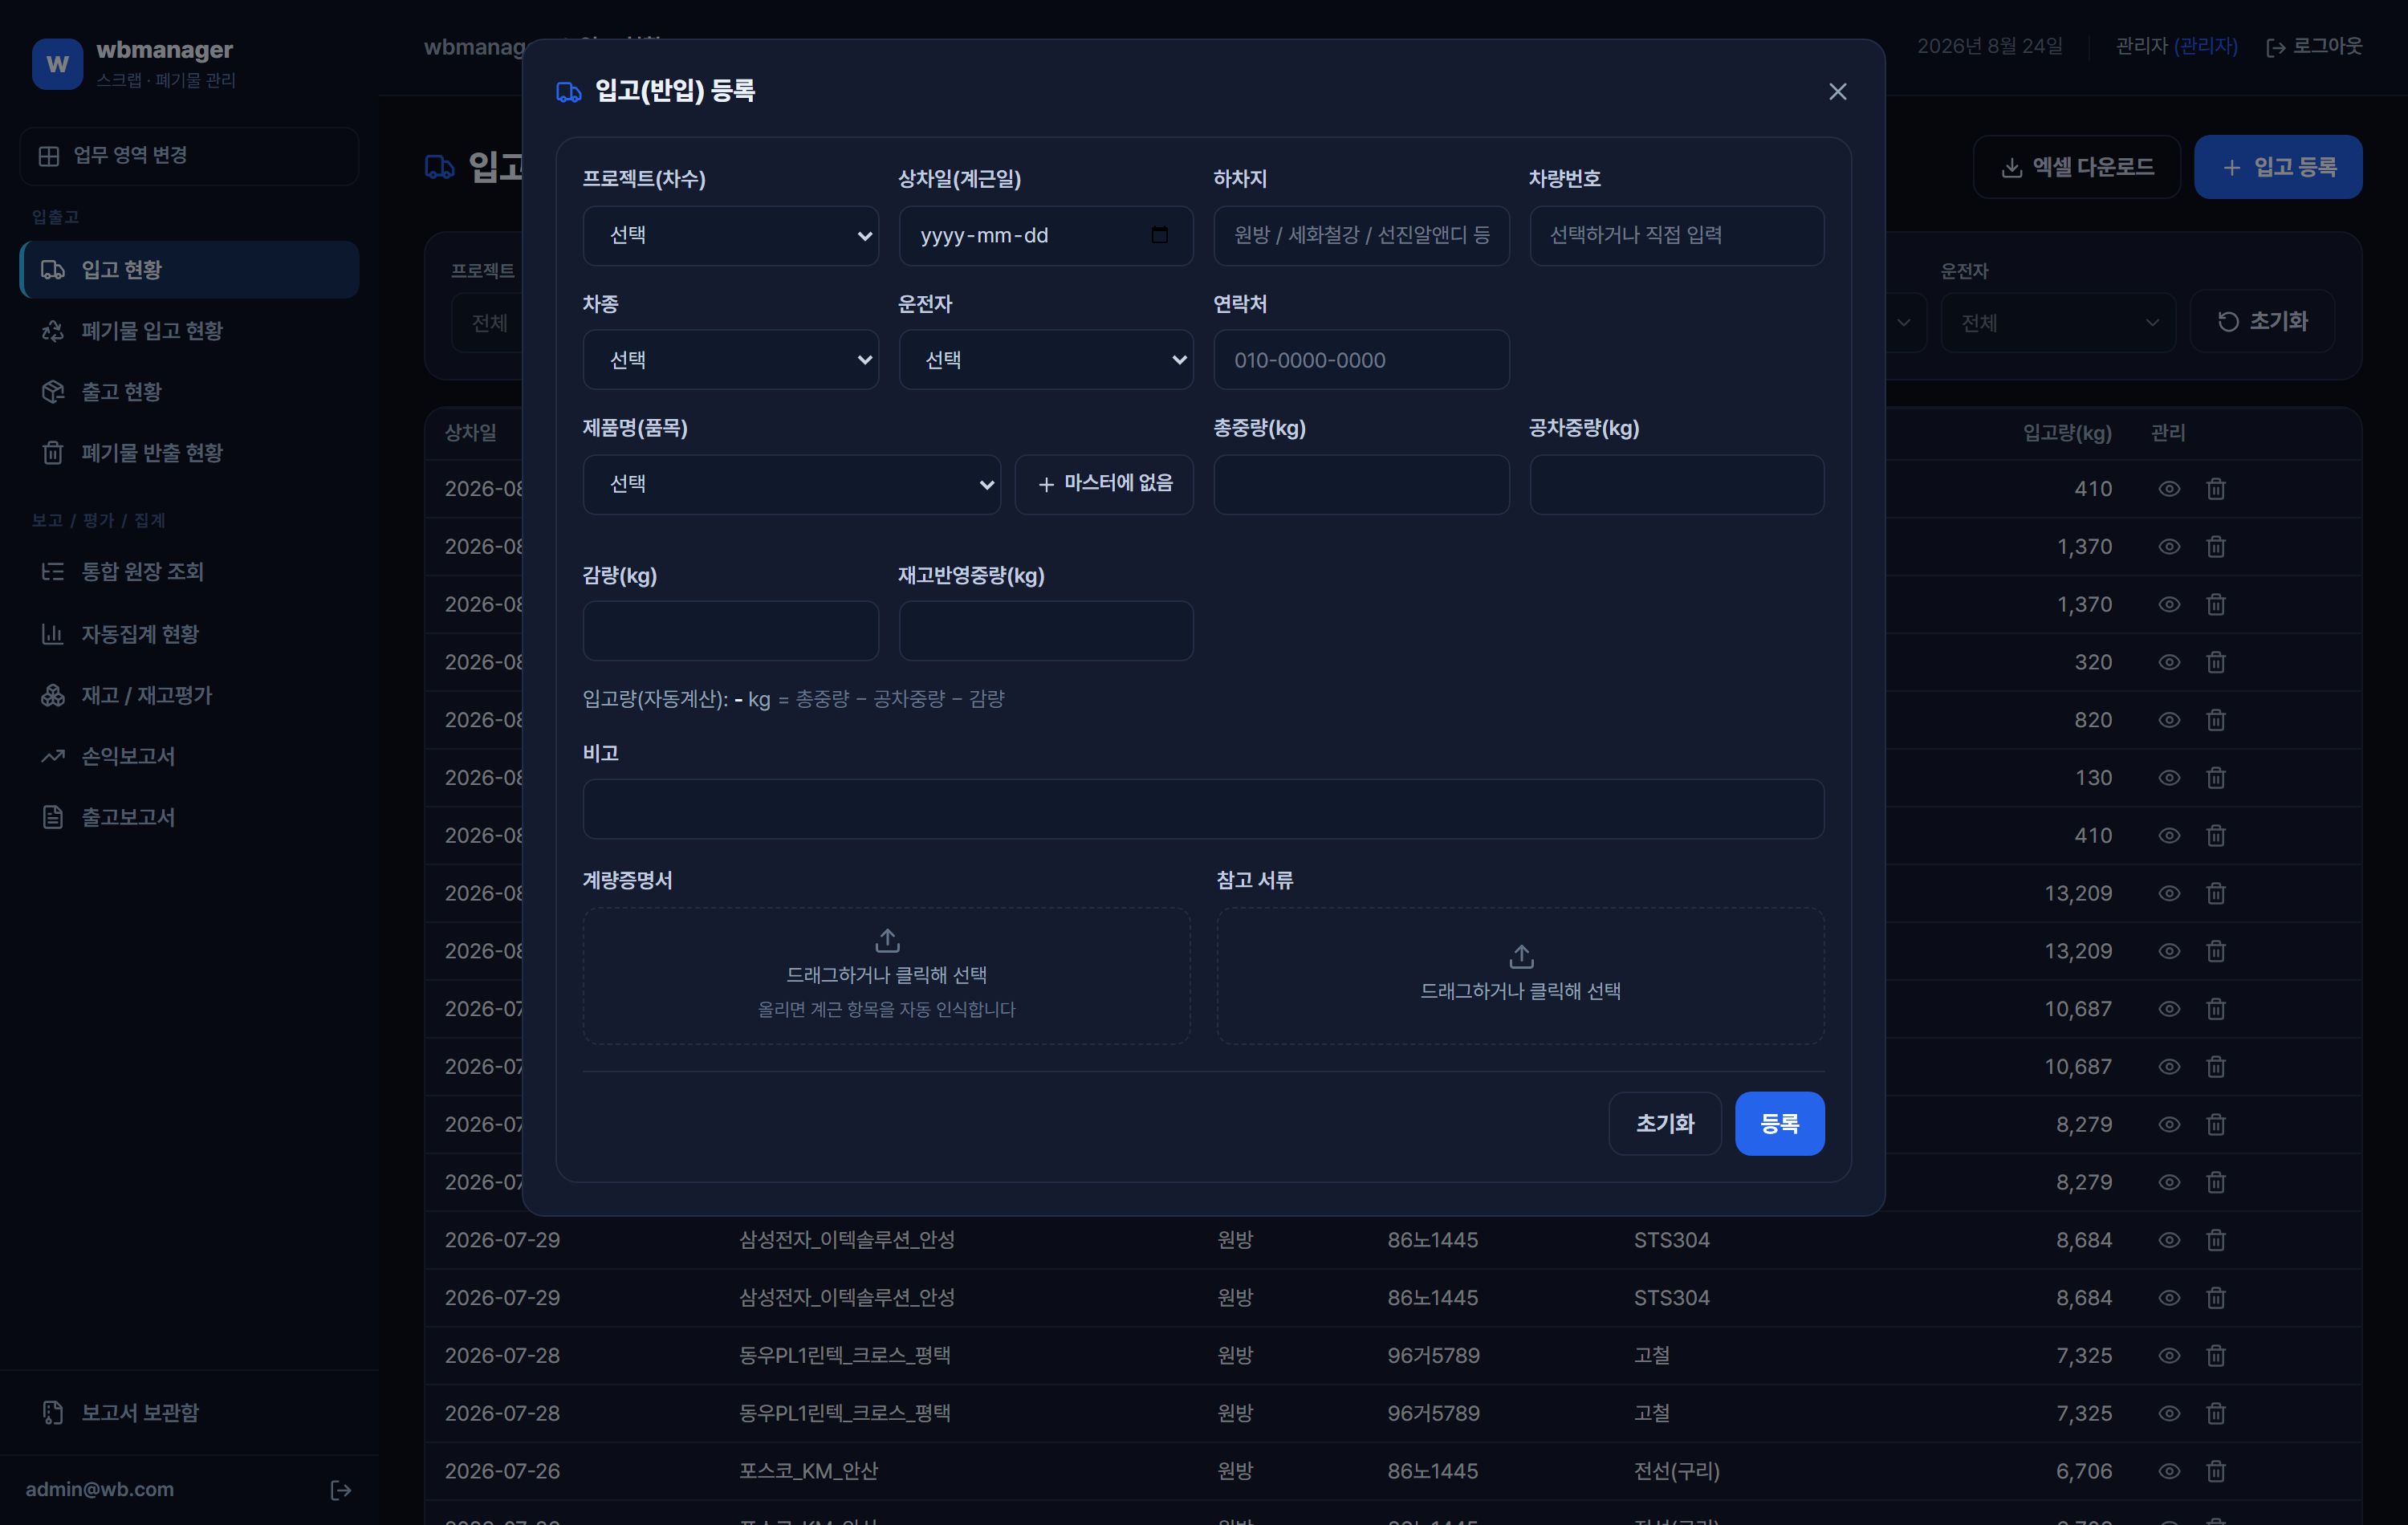 W
wbmanager
스크랩 · 폐기물 관리
업무 영역 변경
입출고
입고 현황
폐기물 입고 현황
출고 현황
폐기물 반출 현황
보고 / 평가 / 집계
통합 원장 조회
자동집계 현황
재고 / 재고평가
손익보고서
출고보고서
보고서 보관함
admin@wb.com
2026년 8월 24일
관리자 (관리자)
로그아웃
엑셀 다운로드
+ 입고 등록
프로젝트
전체
운전자
전체
초기화
입고(반입) 등록
프로젝트(차수)
상차일(계근일)
하차지
차량번호
선택
yyyy-mm-dd
원방 / 세화철강 / 선진알앤디 등
선택하거나 직접 입력
차종
운전자
연락처
선택
선택
010-0000-0000
제품명(품목)
총중량(kg)
공차중량(kg)
선택
+ 마스터에 없음
감량(kg)
재고반영중량(kg)
입고량(자동계산): - kg = 총중량 − 공차중량 − 감량
비고
계량증명서
참고 서류
드래그하거나 클릭해 선택
올리면 계근 항목을 자동 인식합니다
드래그하거나 클릭해 선택
초기화
등록
상차일
입고량(kg)
관리
410
1,370
1,370
320
820
130
410
13,209
13,209
10,687
10,687
8,279
8,279
2026-07-29 삼성전자_이텍솔루션_안성 원방 86노1445 STS304 8,684
2026-07-29 삼성전자_이텍솔루션_안성 원방 86노1445 STS304 8,684
2026-07-28 동우PL1린텍_크로스_평택 원방 96거5789 고철 7,325
2026-07-28 동우PL1린텍_크로스_평택 원방 96거5789 고철 7,325
2026-07-26 포스코_KM_안산 원방 86노1445 전선(구리) 6,706